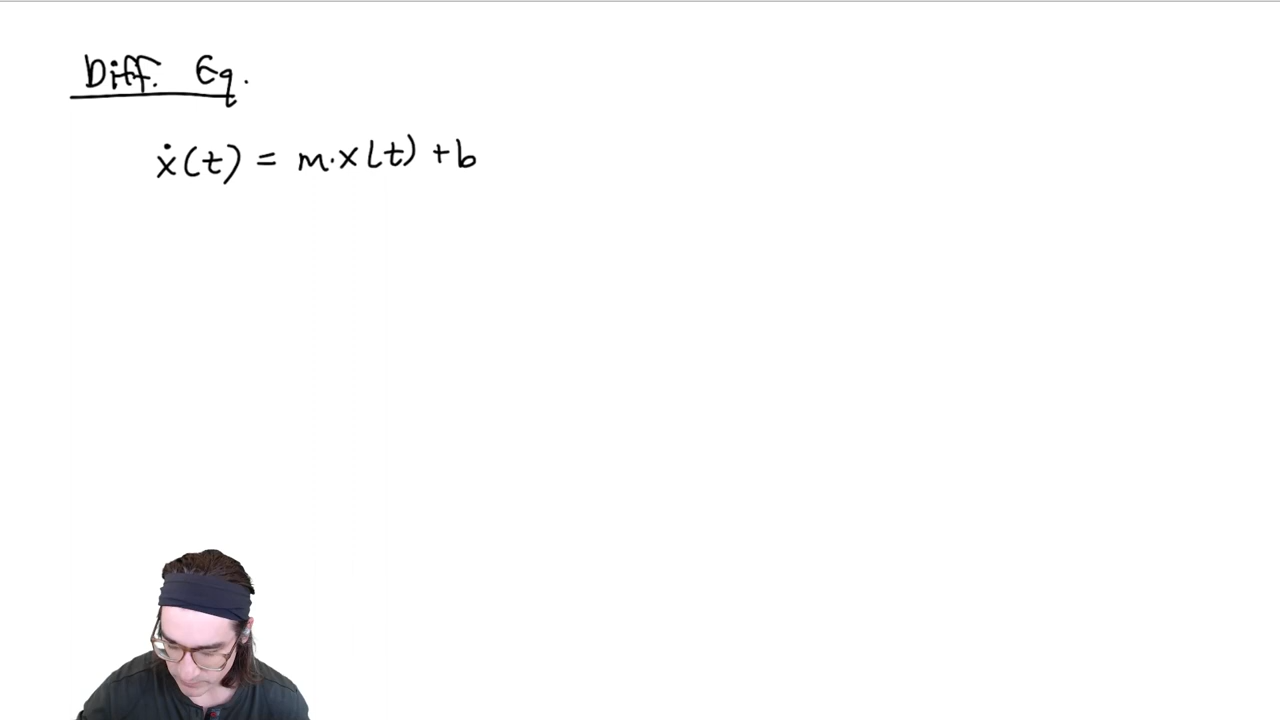 Diff. Eq.
ẋ(t) = m·x(t) + b